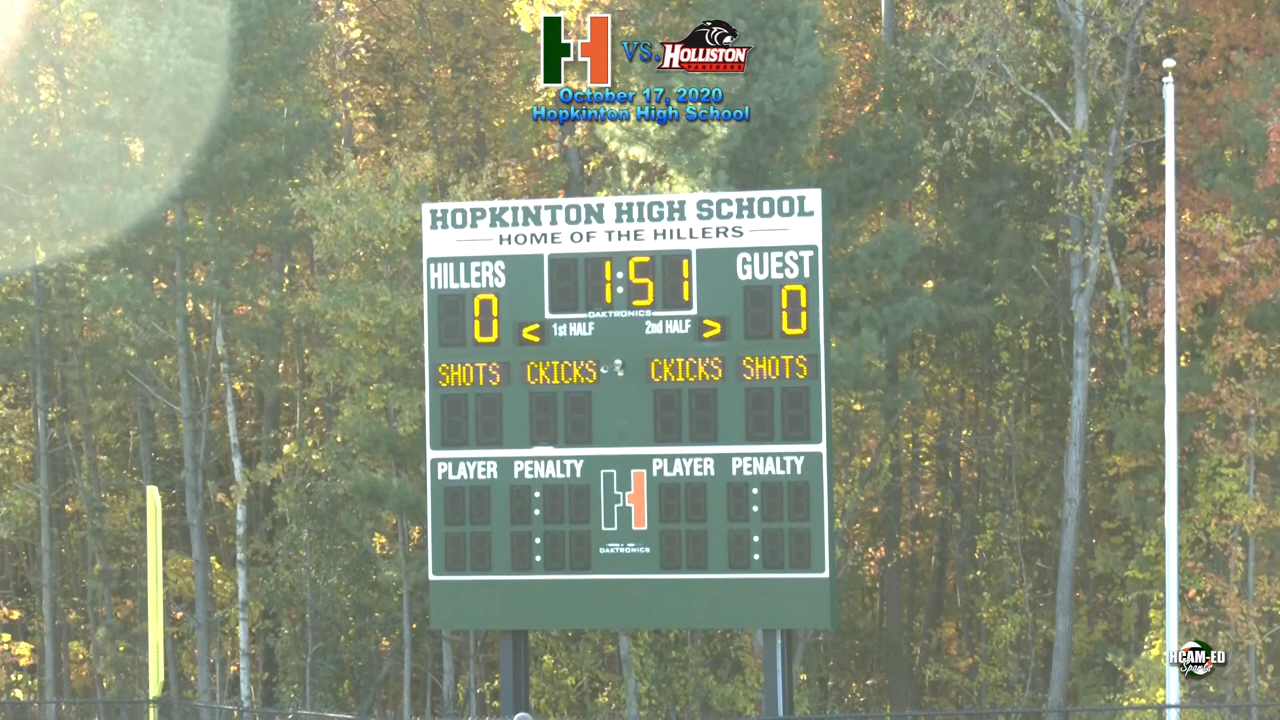 VS. HOLLISTON
PANTHERS
October 17, 2020
Hopkinton High School
HOPKINTON HIGH SCHOOL
HOME OF THE HILLERS
HILLERS 1:51 GUEST
DAKTRONICS
0 < 1st HALF 2nd HALF > 0
SHOTS CKICKS CKICKS SHOTS
PLAYER PENALTY PLAYER PENALTY
H
DAKTRONICS
HCAM-ED
Sports